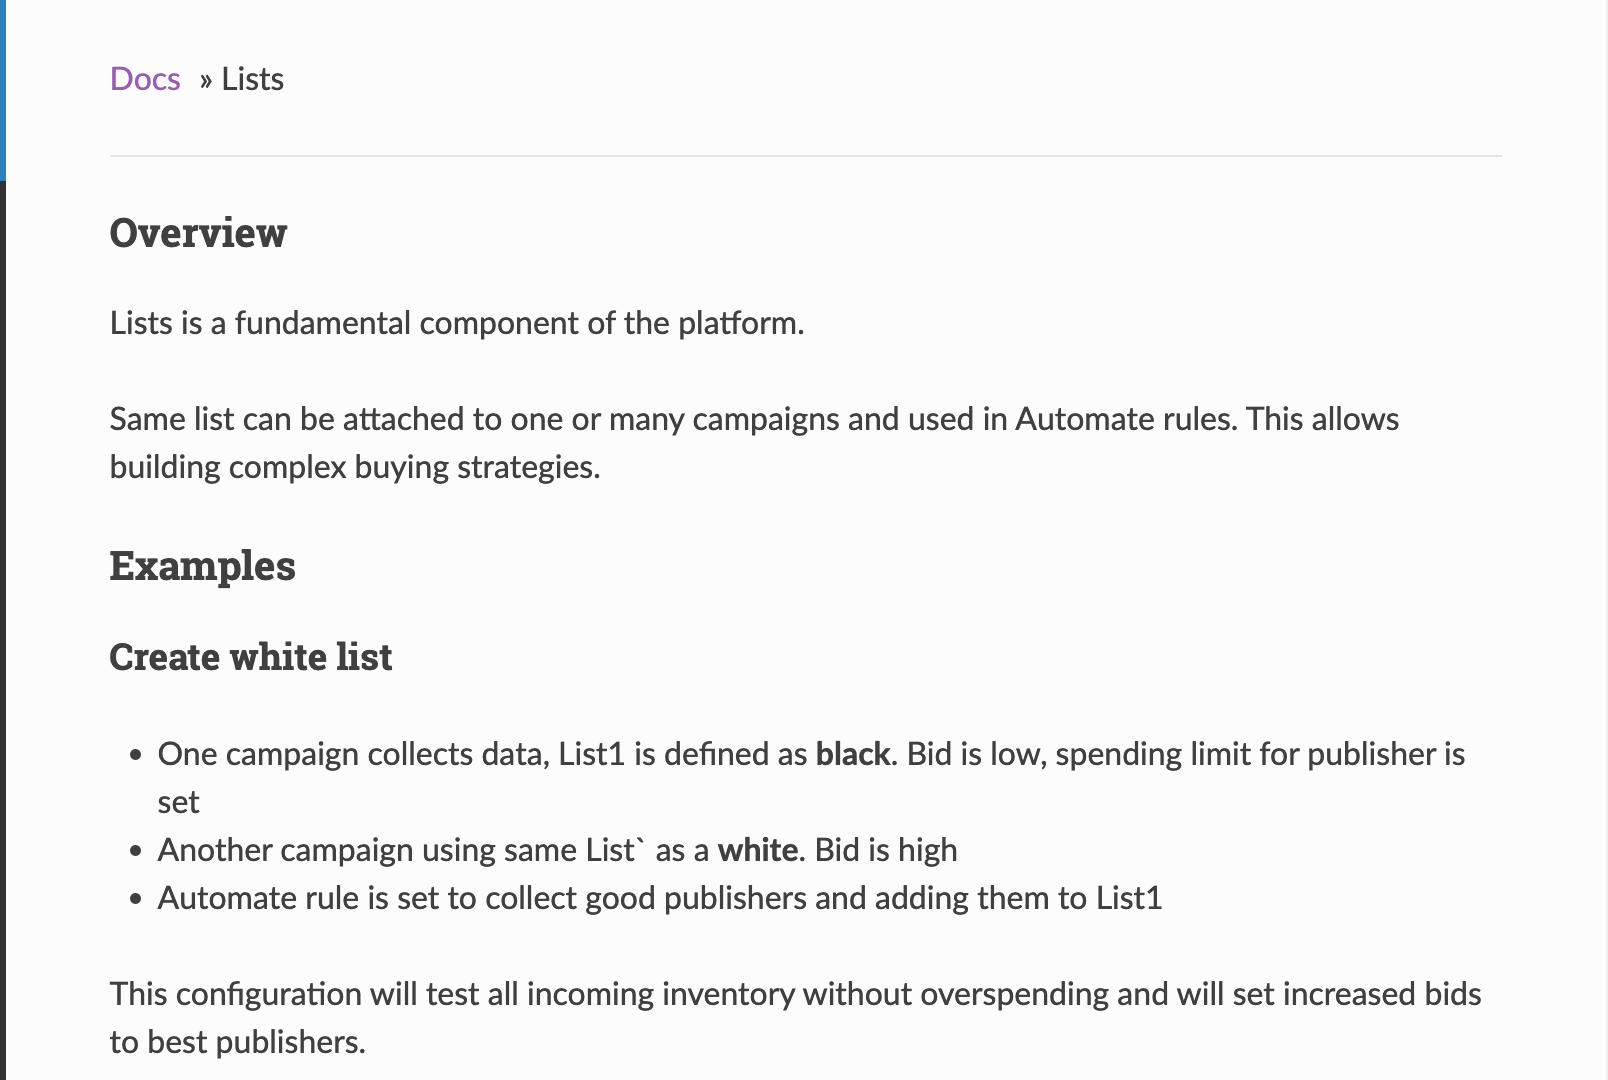 Docs » Lists
Overview
Lists is a fundamental component of the platform.
Same list can be attached to one or many campaigns and used in Automate rules. This allows
building complex buying strategies.
Examples
Create white list
• One campaign collects data, List1 is defined as black. Bid is low, spending limit for publisher is
set
• Another campaign using same List` as a white. Bid is high
• Automate rule is set to collect good publishers and adding them to List1
This configuration will test all incoming inventory without overspending and will set increased bids
to best publishers.